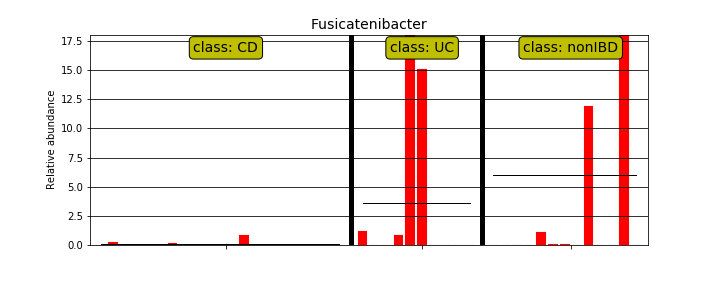 Fusicatenibacter
class: CD
class: UC
class: nonIBD
Relative abundance
17.5
15.0
12.5
10.0
7.5
5.0
2.5
0.0